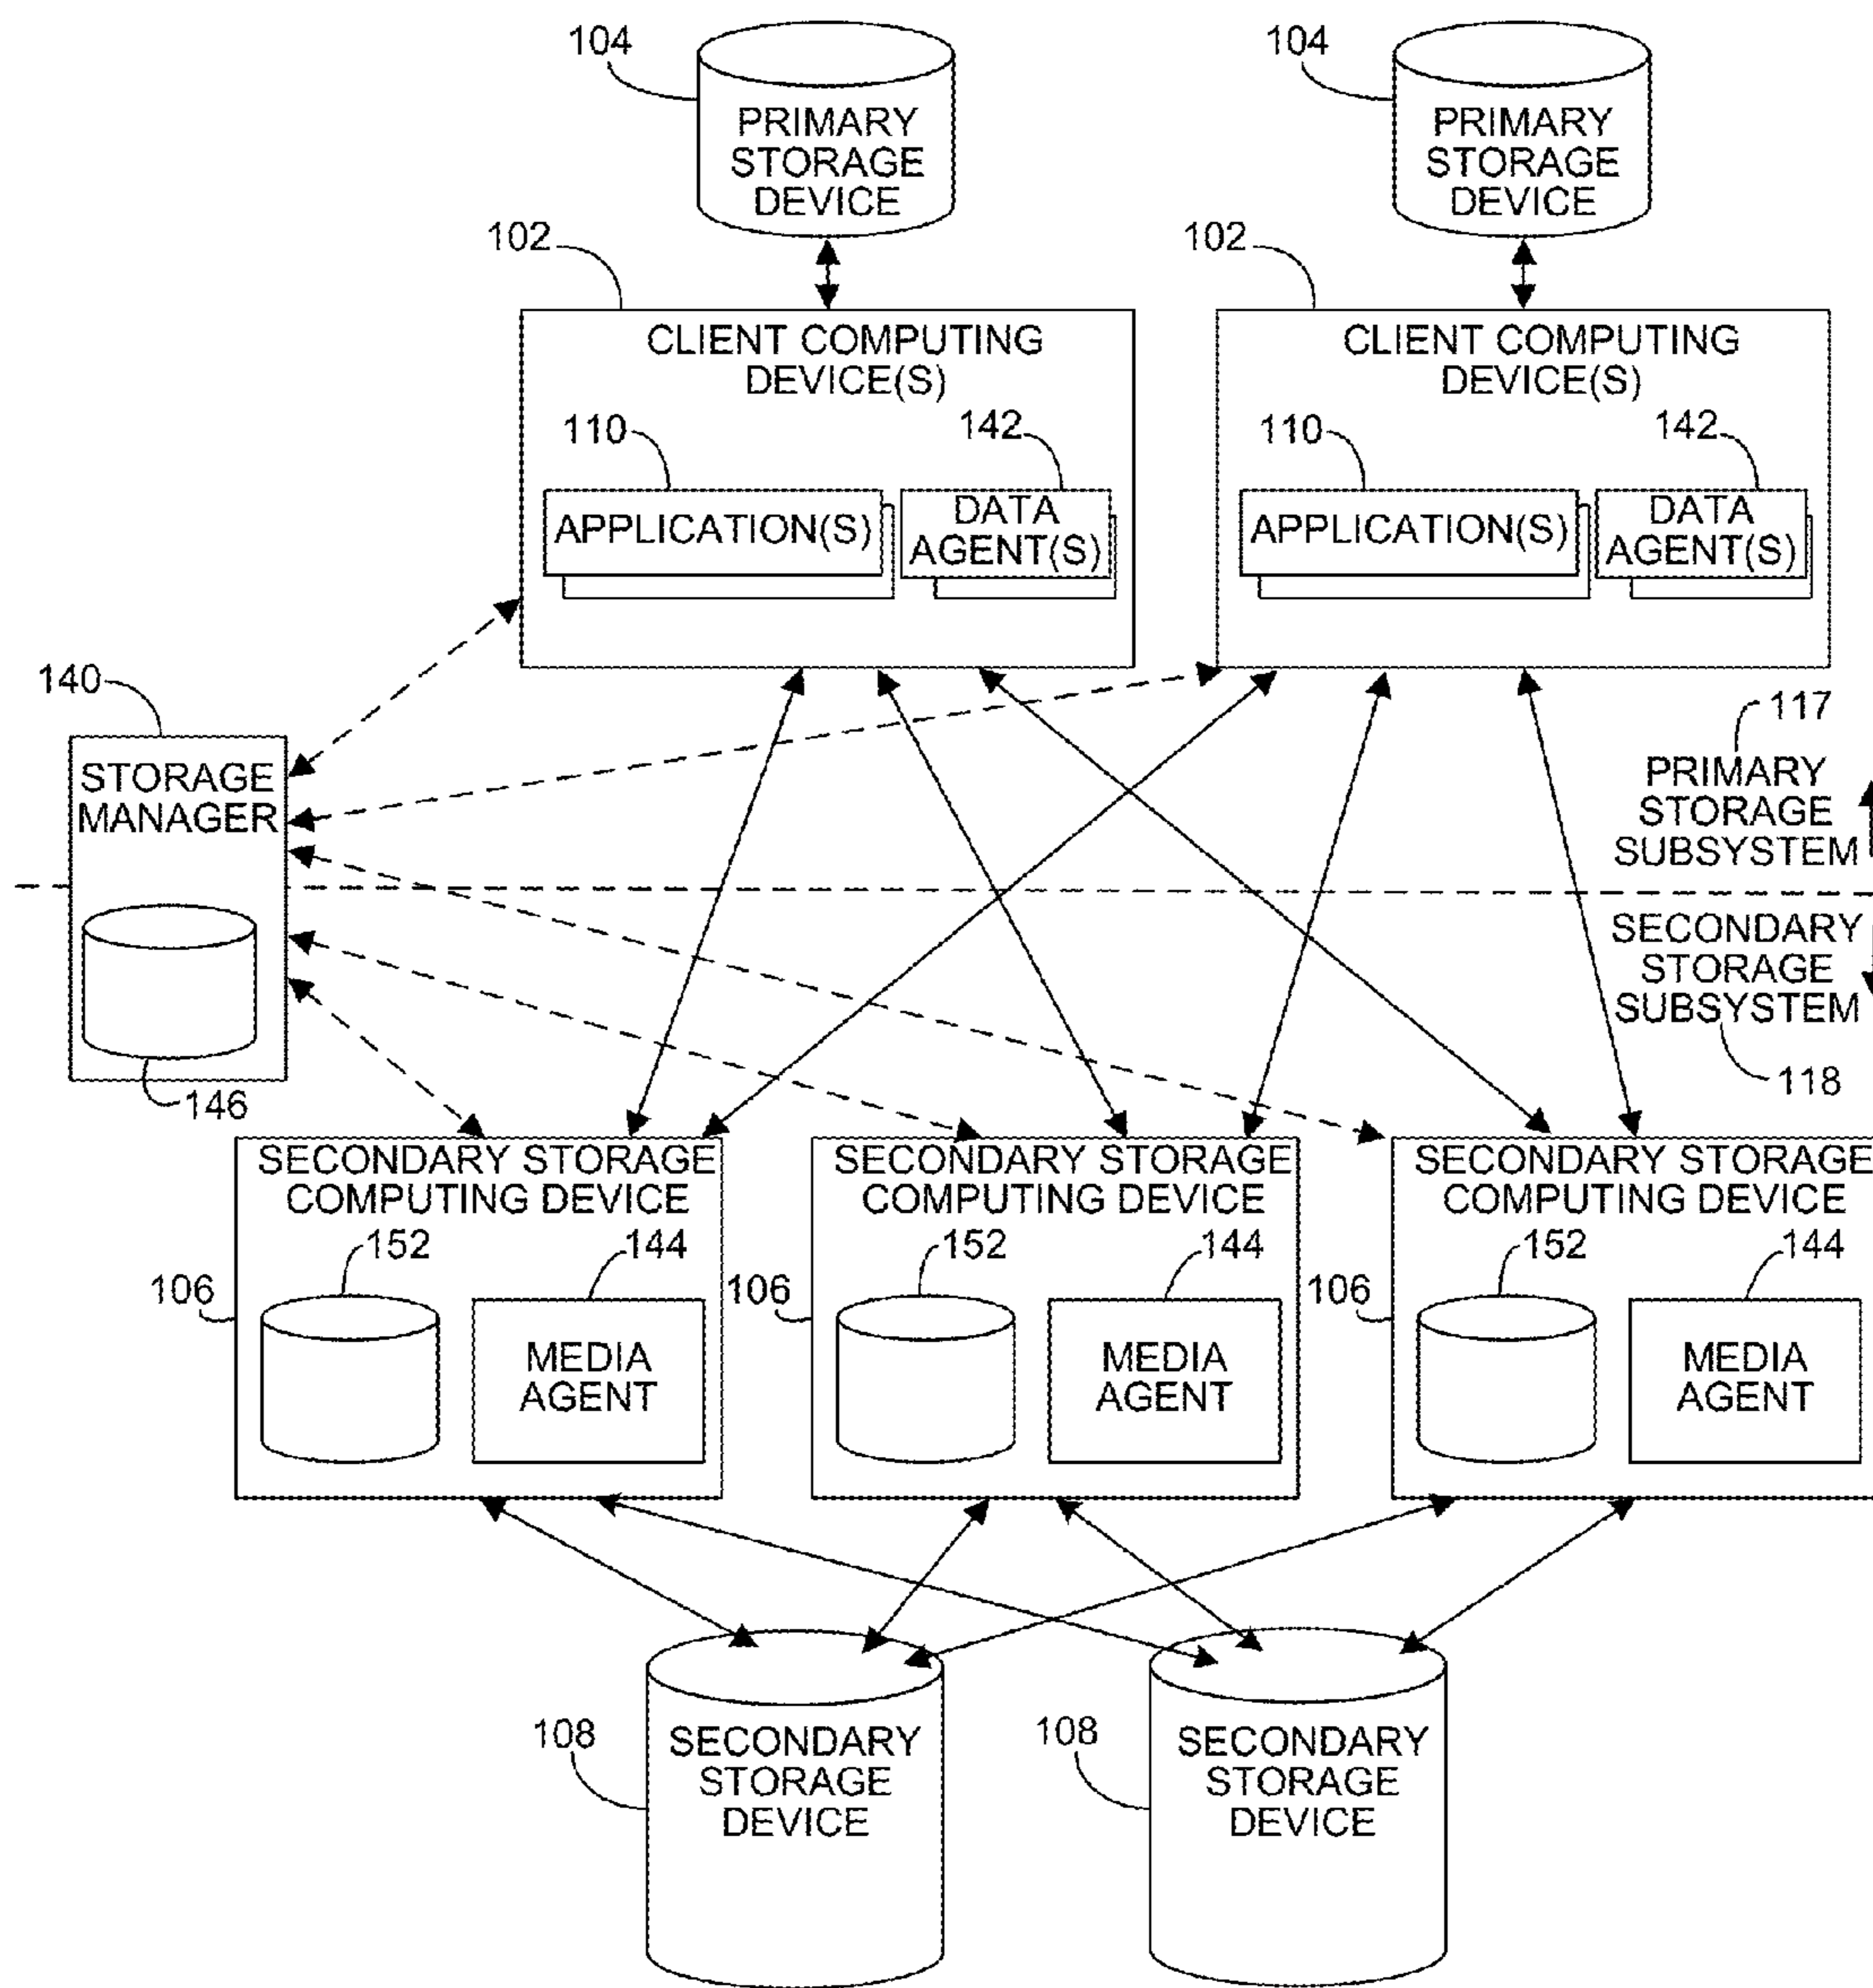 104
104
PRIMARY
STORAGE
DEVICE
PRIMARY
STORAGE
DEVICE
102
102
CLIENT COMPUTING
DEVICE(S)
CLIENT COMPUTING
DEVICE(S)
110
142
110
142
APPLICATION(S)
DATA
AGENT(S)
APPLICATION(S)
DATA
AGENT(S)
140
117
STORAGE
MANAGER
PRIMARY
STORAGE
SUBSYSTEM
SECONDARY
STORAGE
SUBSYSTEM
118
146
SECONDARY STORAGE
COMPUTING DEVICE
SECONDARY STORAGE
COMPUTING DEVICE
SECONDARY STORAGE
COMPUTING DEVICE
152
144
152
144
152
144
106
106
106
MEDIA
AGENT
MEDIA
AGENT
MEDIA
AGENT
108
108
SECONDARY
STORAGE
DEVICE
SECONDARY
STORAGE
DEVICE